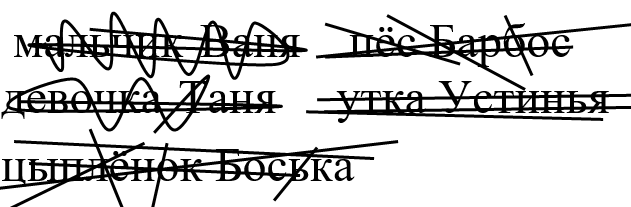 мальчик Ваня пёс Барбос
девочка Таня утка Устинья
цыплёнок Боська